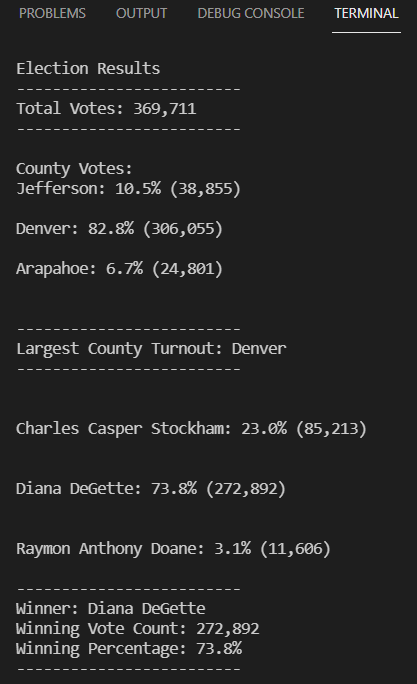 PROBLEMS OUTPUT DEBUG CONSOLE TERMINAL
Election Results
-------------------------
Total Votes: 369,711
-------------------------
County Votes:
Jefferson: 10.5% (38,855)
Denver: 82.8% (306,055)
Arapahoe: 6.7% (24,801)
-------------------------
Largest County Turnout: Denver
-------------------------
Charles Casper Stockham: 23.0% (85,213)
Diana DeGette: 73.8% (272,892)
Raymon Anthony Doane: 3.1% (11,606)
-------------------------
Winner: Diana DeGette
Winning Vote Count: 272,892
Winning Percentage: 73.8%
-------------------------